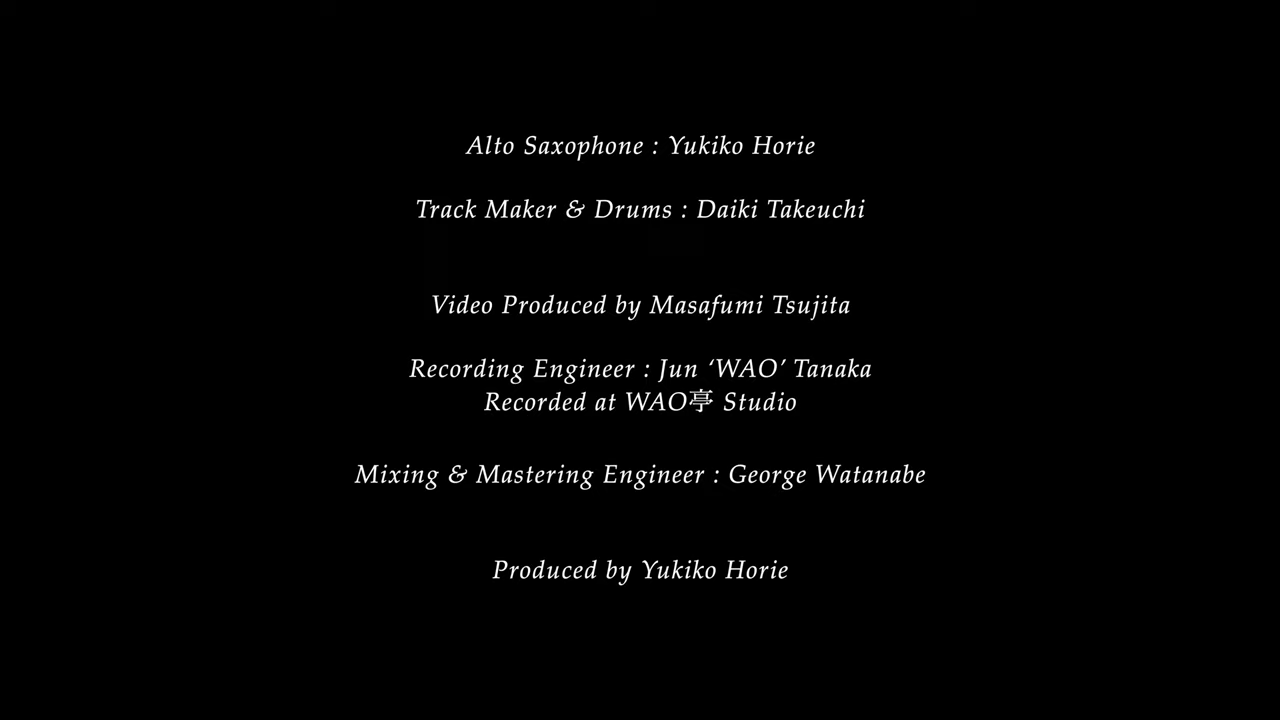 Alto Saxophone : Yukiko Horie
Track Maker & Drums : Daiki Takeuchi
Video Produced by Masafumi Tsujita
Recording Engineer : Jun ‘WAO’ Tanaka
Recorded at WAO亭 Studio
Mixing & Mastering Engineer : George Watanabe
Produced by Yukiko Horie